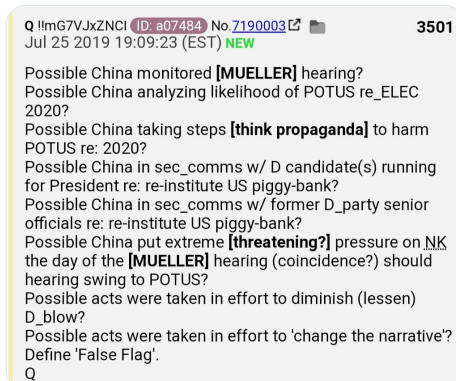 Q !!mG7VJxZNCI ID: a07484 No.7190003 3501
Jul 25 2019 19:09:23 (EST) NEW
Possible China monitored [MUELLER] hearing?
Possible China analyzing likelihood of POTUS re_ELEC
2020?
Possible China taking steps [think propaganda] to harm
POTUS re: 2020?
Possible China in sec_comms w/ D candidate(s) running
for President re: re-institute US piggy-bank?
Possible China in sec_comms w/ former D_party senior
officials re: re-institute US piggy-bank?
Possible China put extreme [threatening?] pressure on NK
the day of the [MUELLER] hearing (coincidence?) should
hearing swing to POTUS?
Possible acts were taken in effort to diminish (lessen)
D_blow?
Possible acts were taken in effort to 'change the narrative'?
Define 'False Flag'.
Q